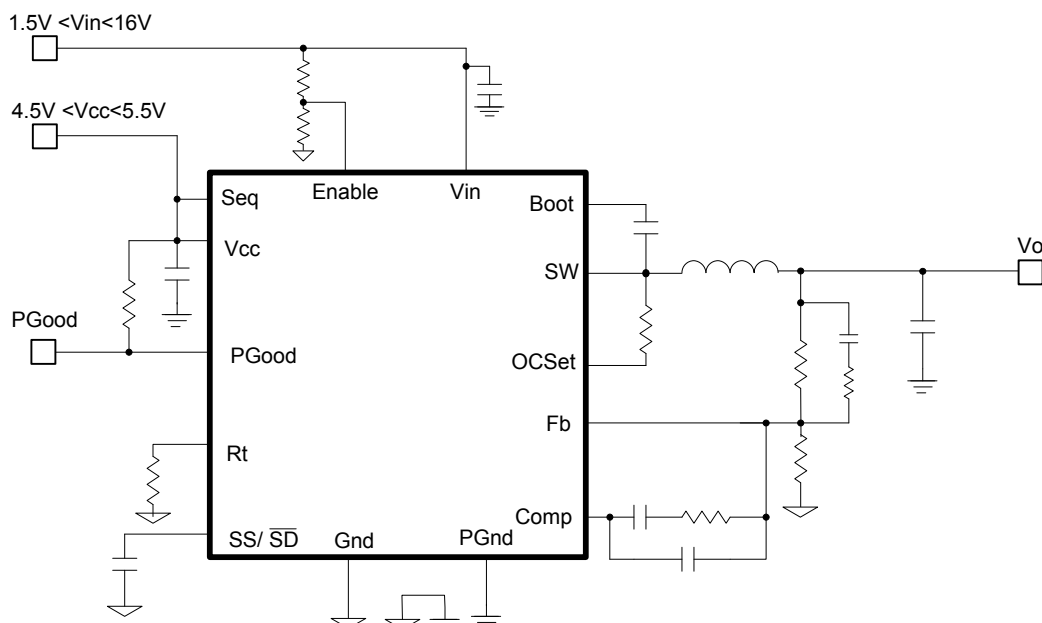 1.5V <Vin<16V
4.5V <Vcc<5.5V
Enable
Vin
Seq
Boot
Vcc
SW
Vo
PGood
PGood
OCSet
Fb
Rt
Comp
SS/ SD
Gnd
PGnd